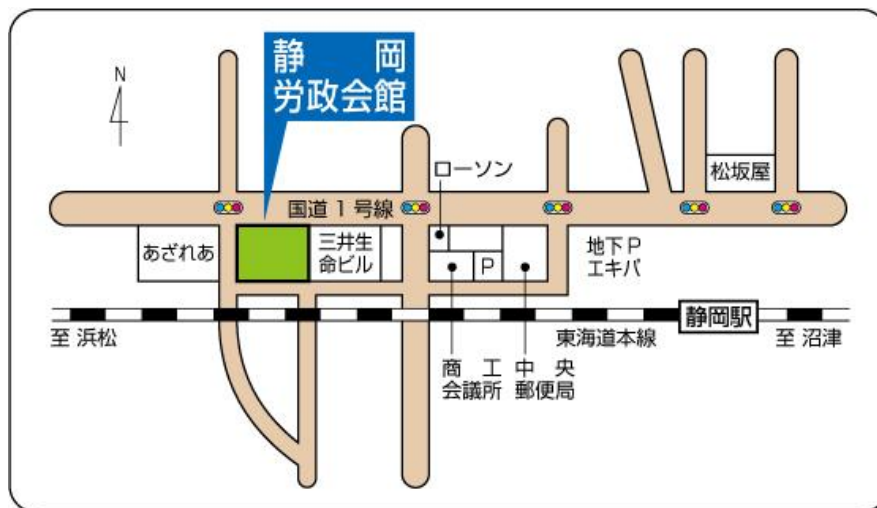 静岡
労政会館
N
ローソン
松坂屋
国道1号線
あざれあ
三井生
命ビル
P
地下P
エキパ
静岡駅
至 浜松
東海道本線
至 沼津
商工
会議所
中央
郵便局